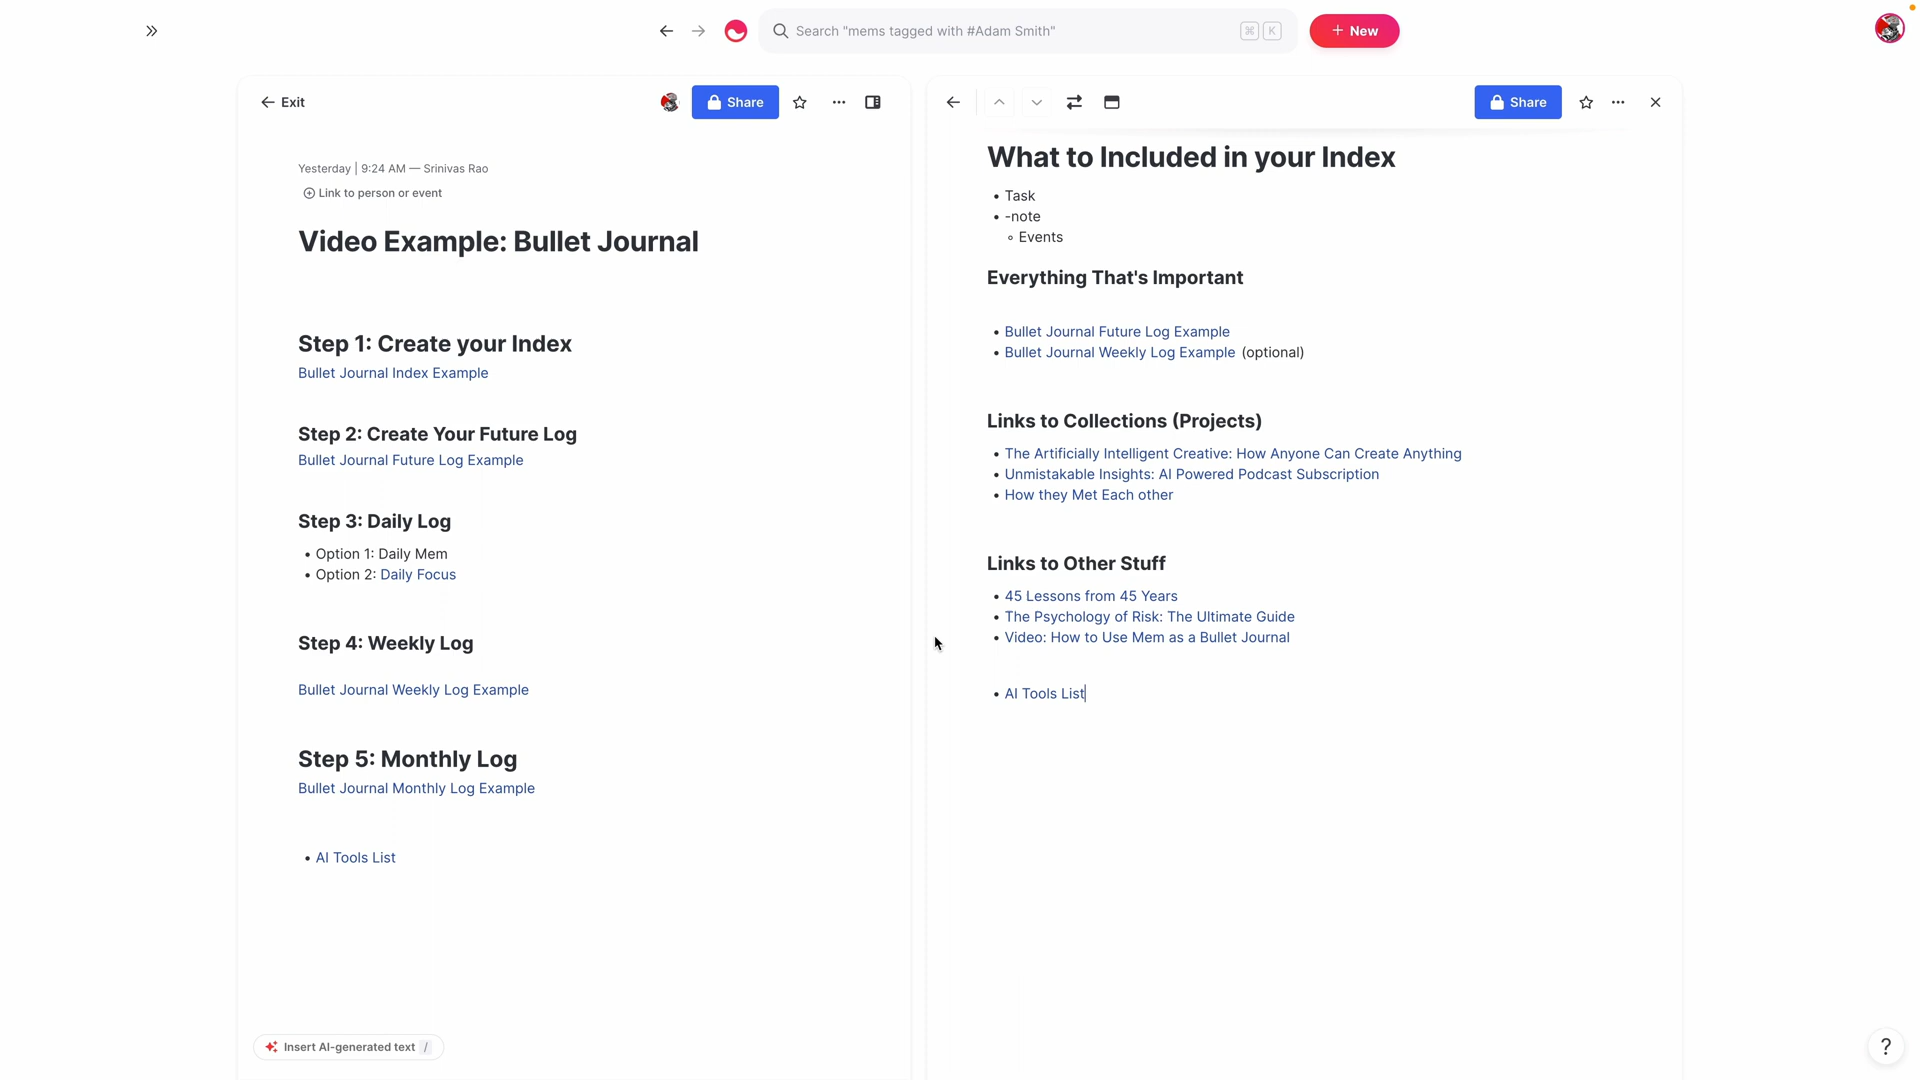 Search "mems tagged with #Adam Smith"
⌘ K
+ New
Exit
Share
Yesterday | 9:24 AM — Srinivas Rao
Link to person or event
Video Example: Bullet Journal
Step 1: Create your Index
Bullet Journal Index Example
Step 2: Create Your Future Log
Bullet Journal Future Log Example
Step 3: Daily Log
• Option 1: Daily Mem
• Option 2: Daily Focus
Step 4: Weekly Log
Bullet Journal Weekly Log Example
Step 5: Monthly Log
Bullet Journal Monthly Log Example
• AI Tools List
Insert AI-generated text /
Share
What to Included in your Index
• Task
• -note
◦ Events
Everything That's Important
• Bullet Journal Future Log Example
• Bullet Journal Weekly Log Example (optional)
Links to Collections (Projects)
• The Artificially Intelligent Creative: How Anyone Can Create Anything
• Unmistakable Insights: AI Powered Podcast Subscription
• How they Met Each other
Links to Other Stuff
• 45 Lessons from 45 Years
• The Psychology of Risk: The Ultimate Guide
• Video: How to Use Mem as a Bullet Journal
• AI Tools List
?